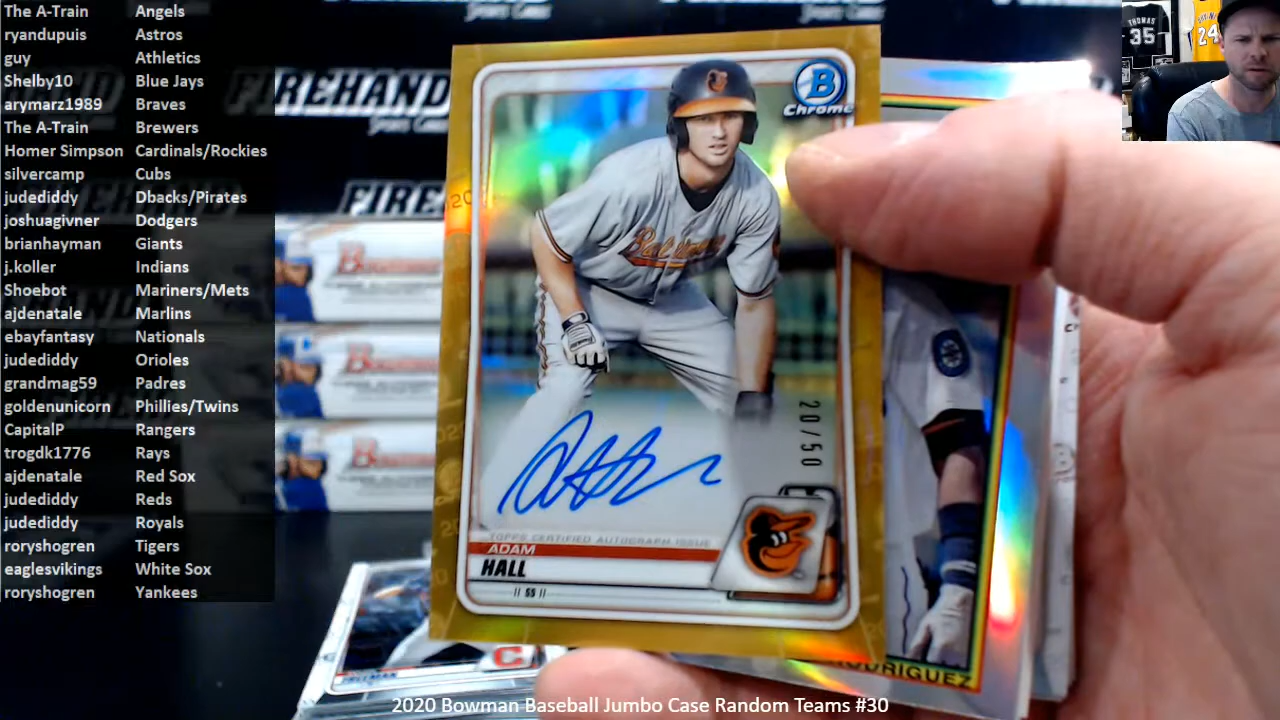 The A-Train Angels
ryandupuis Astros
guy Athletics
Shelby10 Blue Jays
arymarz1989 Braves
The A-Train Brewers
Homer Simpson Cardinals/Rockies
silvercamp Cubs
judediddy Dbacks/Pirates
joshuagivner Dodgers
brianhayman Giants
j.koller Indians
Shoebot Mariners/Mets
ajdenatale Marlins
ebayfantasy Nationals
judediddy Orioles
grandmag59 Padres
goldenunicorn Phillies/Twins
CapitalP Rangers
trogdk1776 Rays
ajdenatale Red Sox
judediddy Reds
judediddy Royals
roryshogren Tigers
eaglesvikings White Sox
roryshogren Yankees
FIREHAND
FIRE
THOMAS
35
24
B
Chrome
Baltimore
20/50
TOPPS CERTIFIED AUTOGRAPH ISSUE
ADAM
HALL
SS
RODRIGUEZ
2020 Bowman Baseball Jumbo Case Random Teams #30